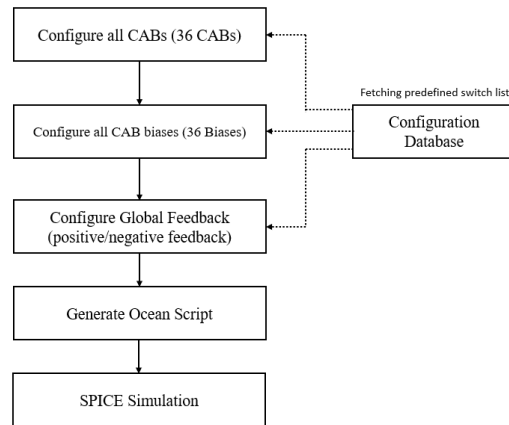 Configure all CABs (36 CABs)
Fetching predefined switch list
Configuration
Database
Configure all CAB biases (36 Biases)
Configure Global Feedback
(positive/negative feedback)
Generate Ocean Script
SPICE Simulation